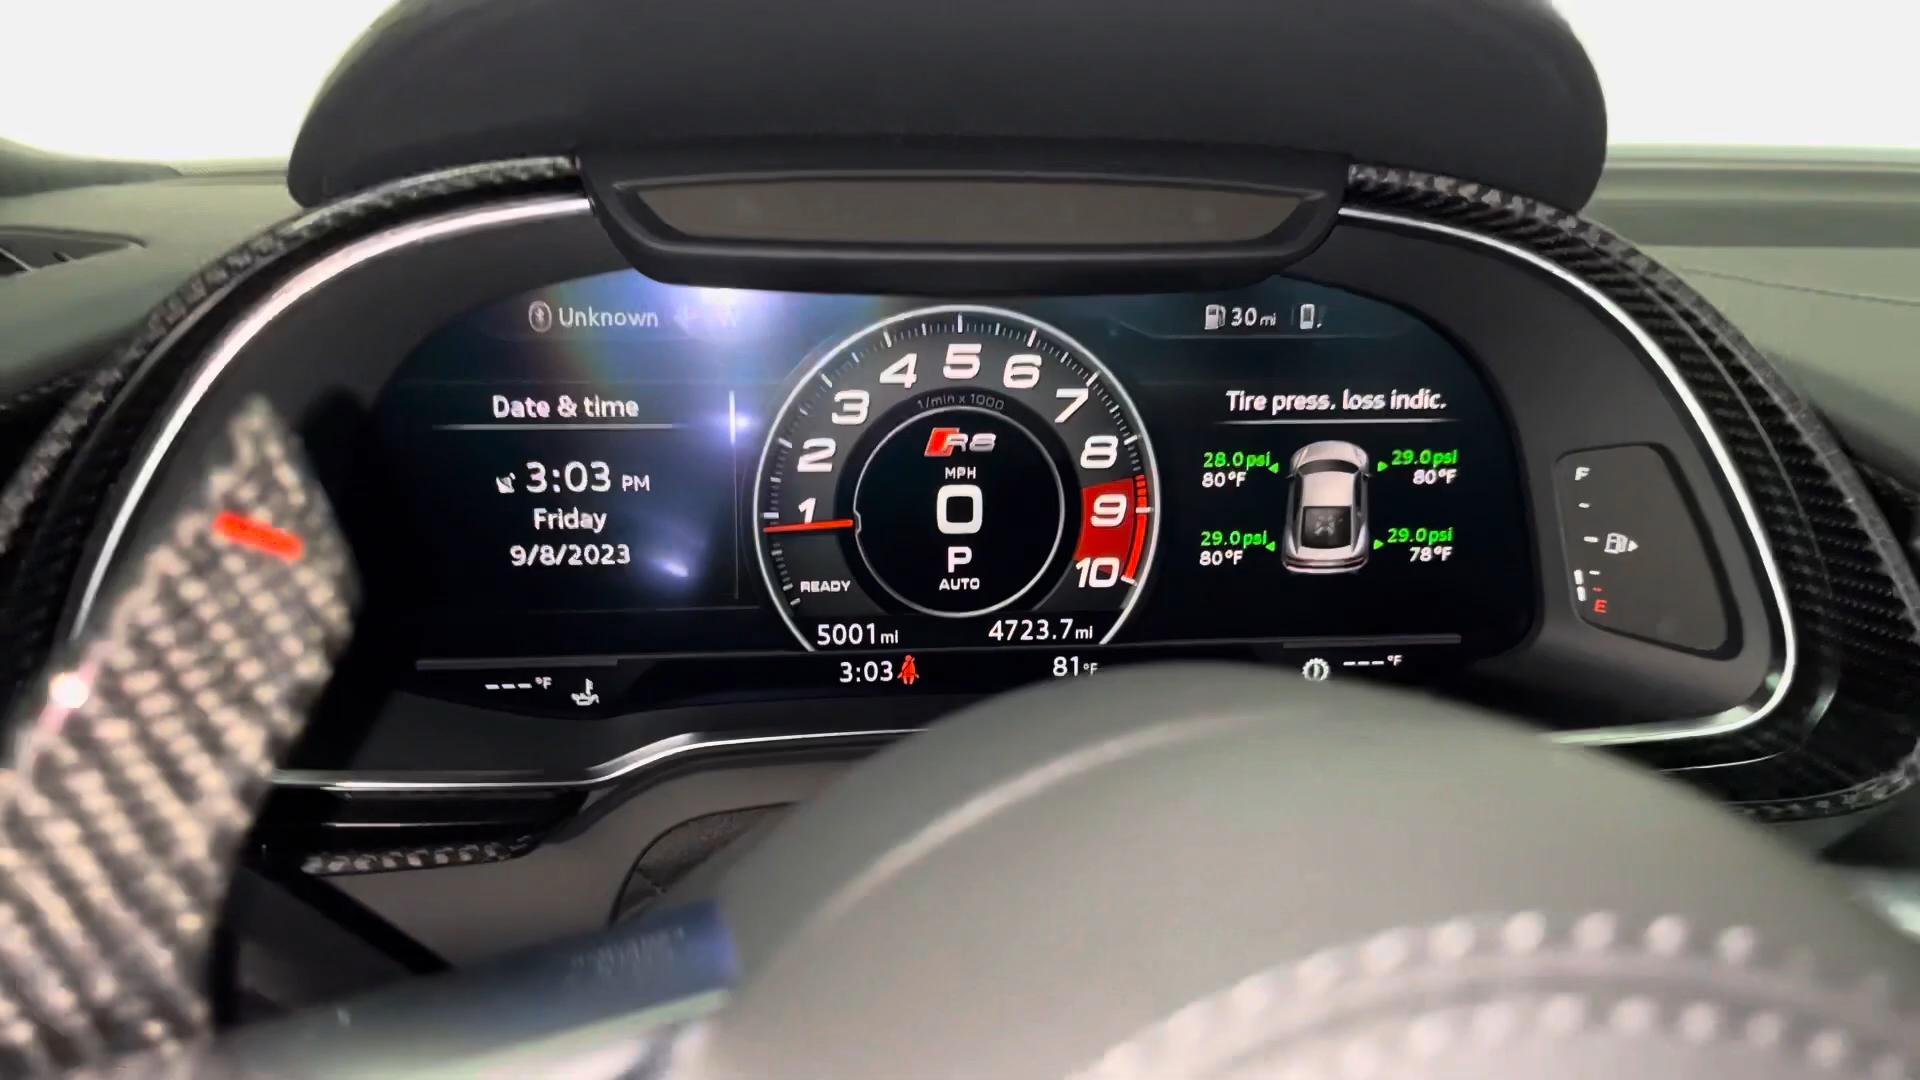 Unknown
30 mi
Date & time
3:03 PM
Friday
9/8/2023
1 2 3 4 5 6 7 8 9 10
1/min x 1000
R8
MPH
0
P
AUTO
READY
5001 mi
4723.7 mi
3:03
81°F
---°F
Tire press. loss indic.
28.0 psi
80°F
29.0 psi
80°F
29.0 psi
80°F
29.0 psi
78°F
---°F
F
E